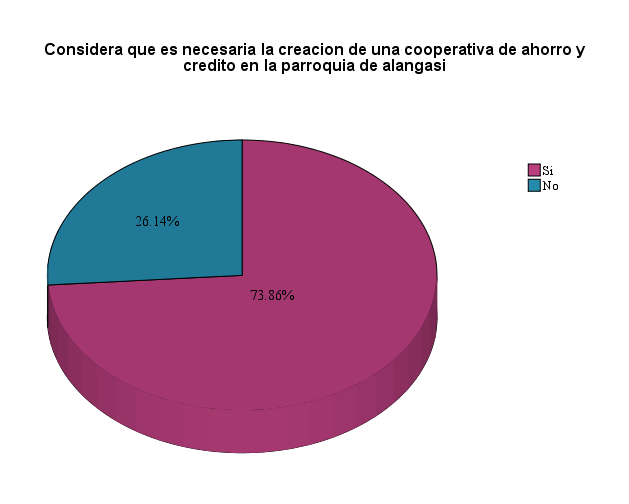 Considera que es necesaria la creacion de una cooperativa de ahorro y
credito en la parroquia de alangasi
Si
No
26.14%
73.86%